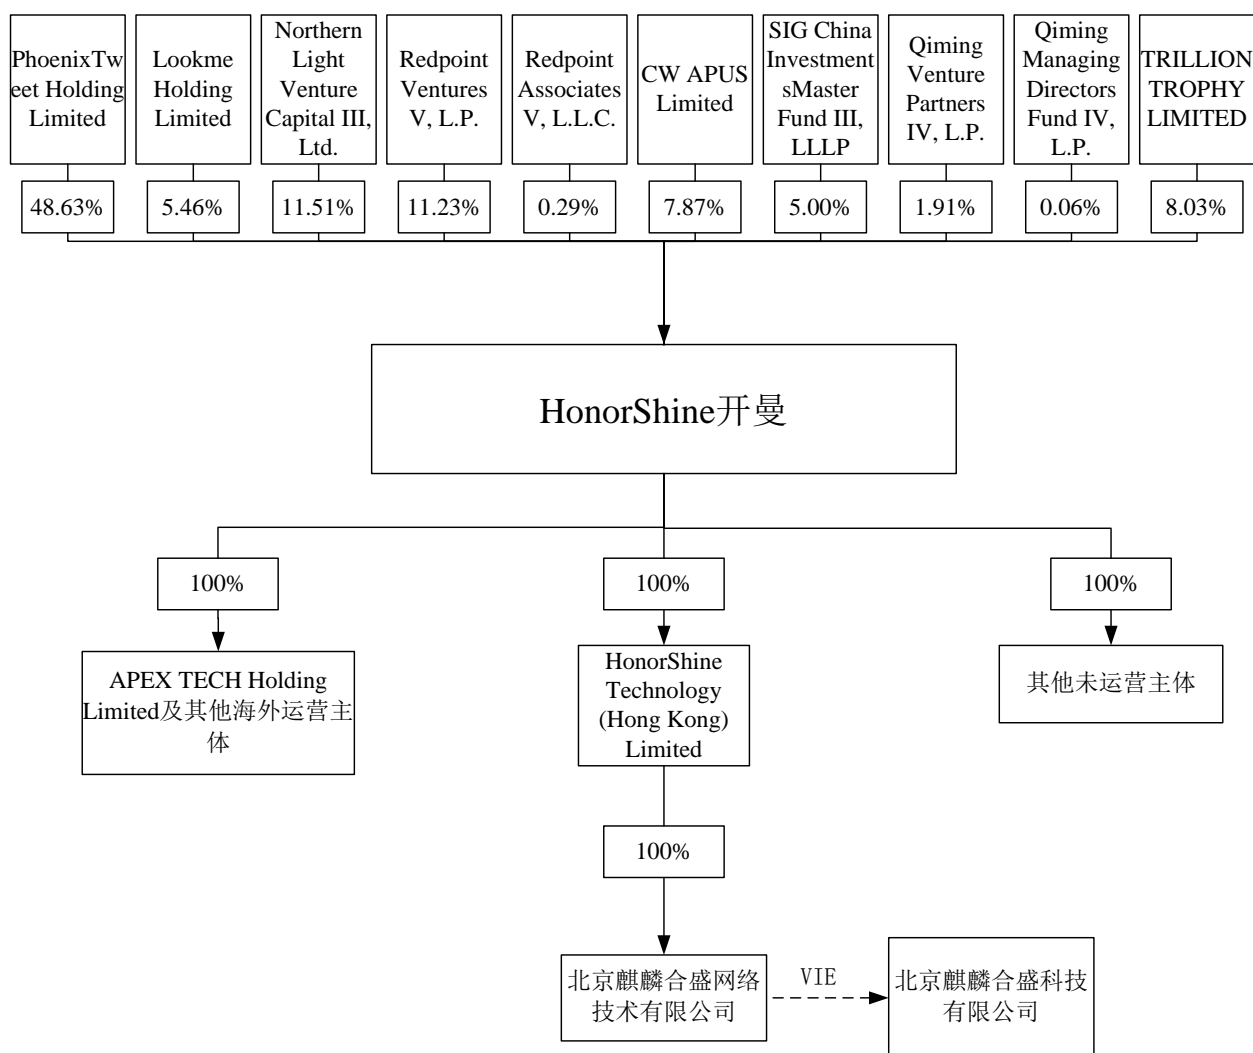 PhoenixTw
eet Holding
Limited
Lookme
Holding
Limited
Northern
Light
Venture
Capital III,
Ltd.
Redpoint
Ventures
V, L.P.
Redpoint
Associates
V, L.L.C.
CW APUS
Limited
SIG China
Investment
sMaster
Fund III,
LLLP
Qiming
Venture
Partners
IV, L.P.
Qiming
Managing
Directors
Fund IV,
L.P.
TRILLION
TROPHY
LIMITED
48.63%
5.46%
11.51%
11.23%
0.29%
7.87%
5.00%
1.91%
0.06%
8.03%
HonorShine开曼
100%
100%
100%
APEX TECH Holding
Limited及其他海外运营主
体
HonorShine
Technology
(Hong Kong)
Limited
其他未运营主体
100%
北京麒麟合盛网络
技术有限公司
VIE
北京麒麟合盛科技
有限公司